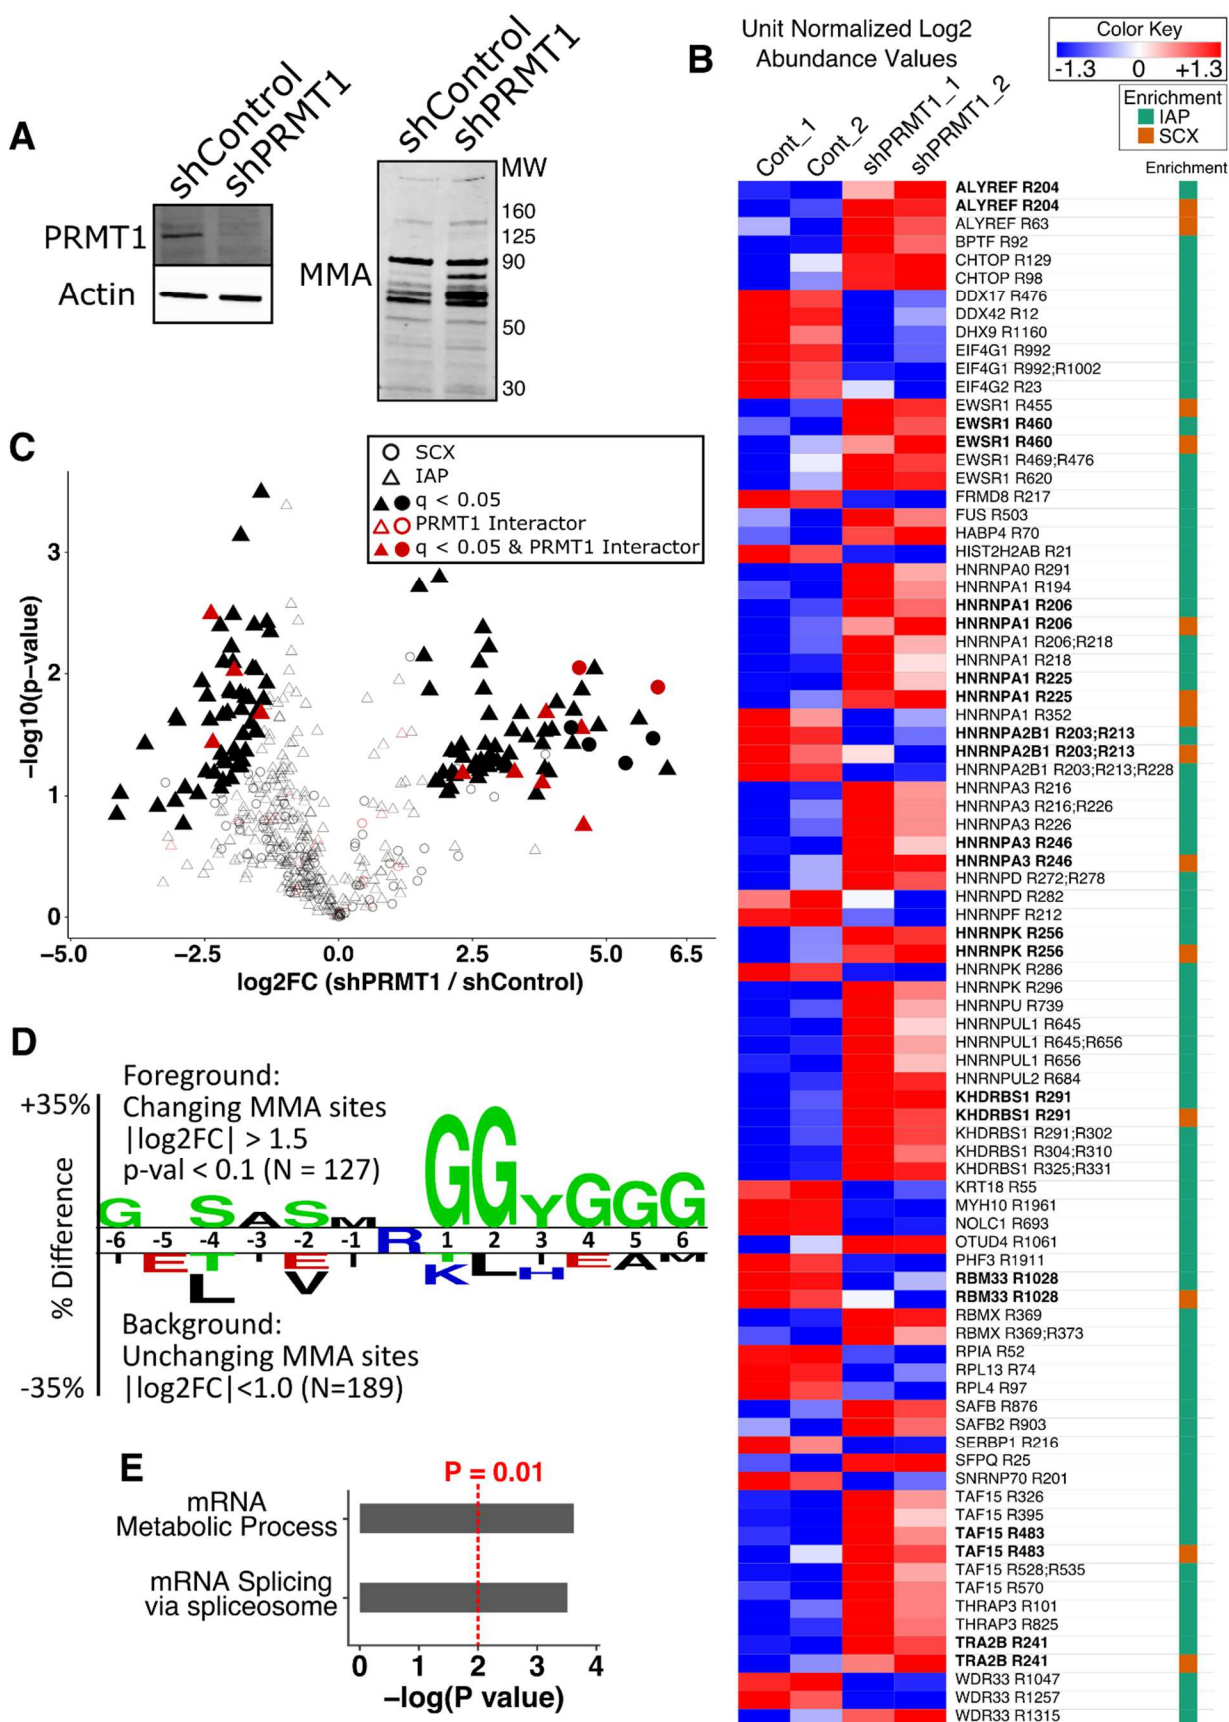 A
shControl
shPRMT1
PRMT1
Actin
shControl
shPRMT1
MW
160
125
90
50
30
MMA
B
Unit Normalized Log2
Abundance Values
Color Key
-1.3 0 +1.3
Enrichment
IAP
SCX
Enrichment
Cont_1
Cont_2
shPRMT1_1
shPRMT1_2
ALYREF R204
ALYREF R204
ALYREF R63
BPTF R92
CHTOP R129
CHTOP R98
DDX17 R476
DDX42 R12
DHX9 R1160
EIF4G1 R992
EIF4G1 R992;R1002
EIF4G2 R23
EWSR1 R455
EWSR1 R460
EWSR1 R460
EWSR1 R469;R476
EWSR1 R620
FRMD8 R217
FUS R503
HABP4 R70
HIST2H2AB R21
HNRNPA0 R291
HNRNPA1 R194
HNRNPA1 R206
HNRNPA1 R206
HNRNPA1 R206;R218
HNRNPA1 R218
HNRNPA1 R225
HNRNPA1 R225
HNRNPA1 R352
HNRNPA2B1 R203;R213
HNRNPA2B1 R203;R213
HNRNPA2B1 R203;R213;R228
HNRNPA3 R216
HNRNPA3 R216;R226
HNRNPA3 R226
HNRNPA3 R246
HNRNPA3 R246
HNRNPD R272;R278
HNRNPD R282
HNRNPF R212
HNRNPK R256
HNRNPK R256
HNRNPK R286
HNRNPK R296
HNRNPU R739
HNRNPUL1 R645
HNRNPUL1 R645;R656
HNRNPUL1 R656
HNRNPUL2 R684
KHDRBS1 R291
KHDRBS1 R291
KHDRBS1 R291;R302
KHDRBS1 R304;R310
KHDRBS1 R325;R331
KRT18 R55
MYH10 R1961
NOLC1 R693
OTUD4 R1061
PHF3 R1911
RBM33 R1028
RBM33 R1028
RBMX R369
RBMX R369;R373
RPIA R52
RPL13 R74
RPL4 R97
SAFB R876
SAFB2 R903
SERBP1 R216
SFPQ R25
SNRNP70 R201
TAF15 R326
TAF15 R395
TAF15 R483
TAF15 R483
TAF15 R528;R535
TAF15 R570
THRAP3 R101
THRAP3 R825
TRA2B R241
TRA2B R241
WDR33 R1047
WDR33 R1257
WDR33 R1315
C
SCX
IAP
q < 0.05
PRMT1 Interactor
q < 0.05 & PRMT1 Interactor
−log10(p−value)
3
2
1
0
−5.0 −2.5 0.0 2.5 5.0 6.5
log2FC (shPRMT1 / shControl)
D
Foreground:
Changing MMA sites
|log2FC| > 1.5
p-val < 0.1 (N = 127)
+35%
% Difference
-35%
G S A S M G G Y G G G
-6 -5 -4 -3 -2 -1 R 1 2 3 4 5 6
T E T T E T T L I E A M
L V K H
Background:
Unchanging MMA sites
|log2FC|<1.0 (N=189)
E
P = 0.01
mRNA
Metabolic Process
mRNA Splicing
via spliceosome
0 1 2 3 4
−log(P value)